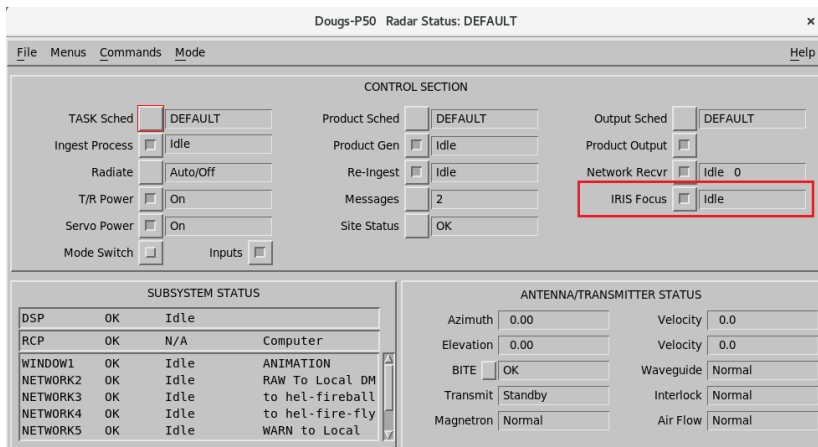 Dougs-P50 Radar Status: DEFAULT ×
File Menus Commands Mode Help
CONTROL SECTION
TASK Sched DEFAULT Product Sched DEFAULT Output Sched DEFAULT
Ingest Process Idle Product Gen Idle Product Output
Radiate Auto/Off Re-Ingest Idle Network Recvr Idle 0
T/R Power On Messages 2 IRIS Focus Idle
Servo Power On Site Status OK
Mode Switch Inputs
SUBSYSTEM STATUS
DSP OK Idle
RCP OK N/A Computer
WINDOW1 OK Idle ANIMATION
NETWORK2 OK Idle RAW To Local DM
NETWORK3 OK Idle to hel-fireball
NETWORK4 OK Idle to hel-fire-fly
NETWORK5 OK Idle WARN to Local
ANTENNA/TRANSMITTER STATUS
Azimuth 0.00 Velocity 0.0
Elevation 0.00 Velocity 0.0
BITE OK Waveguide Normal
Transmit Standby Interlock Normal
Magnetron Normal Air Flow Normal